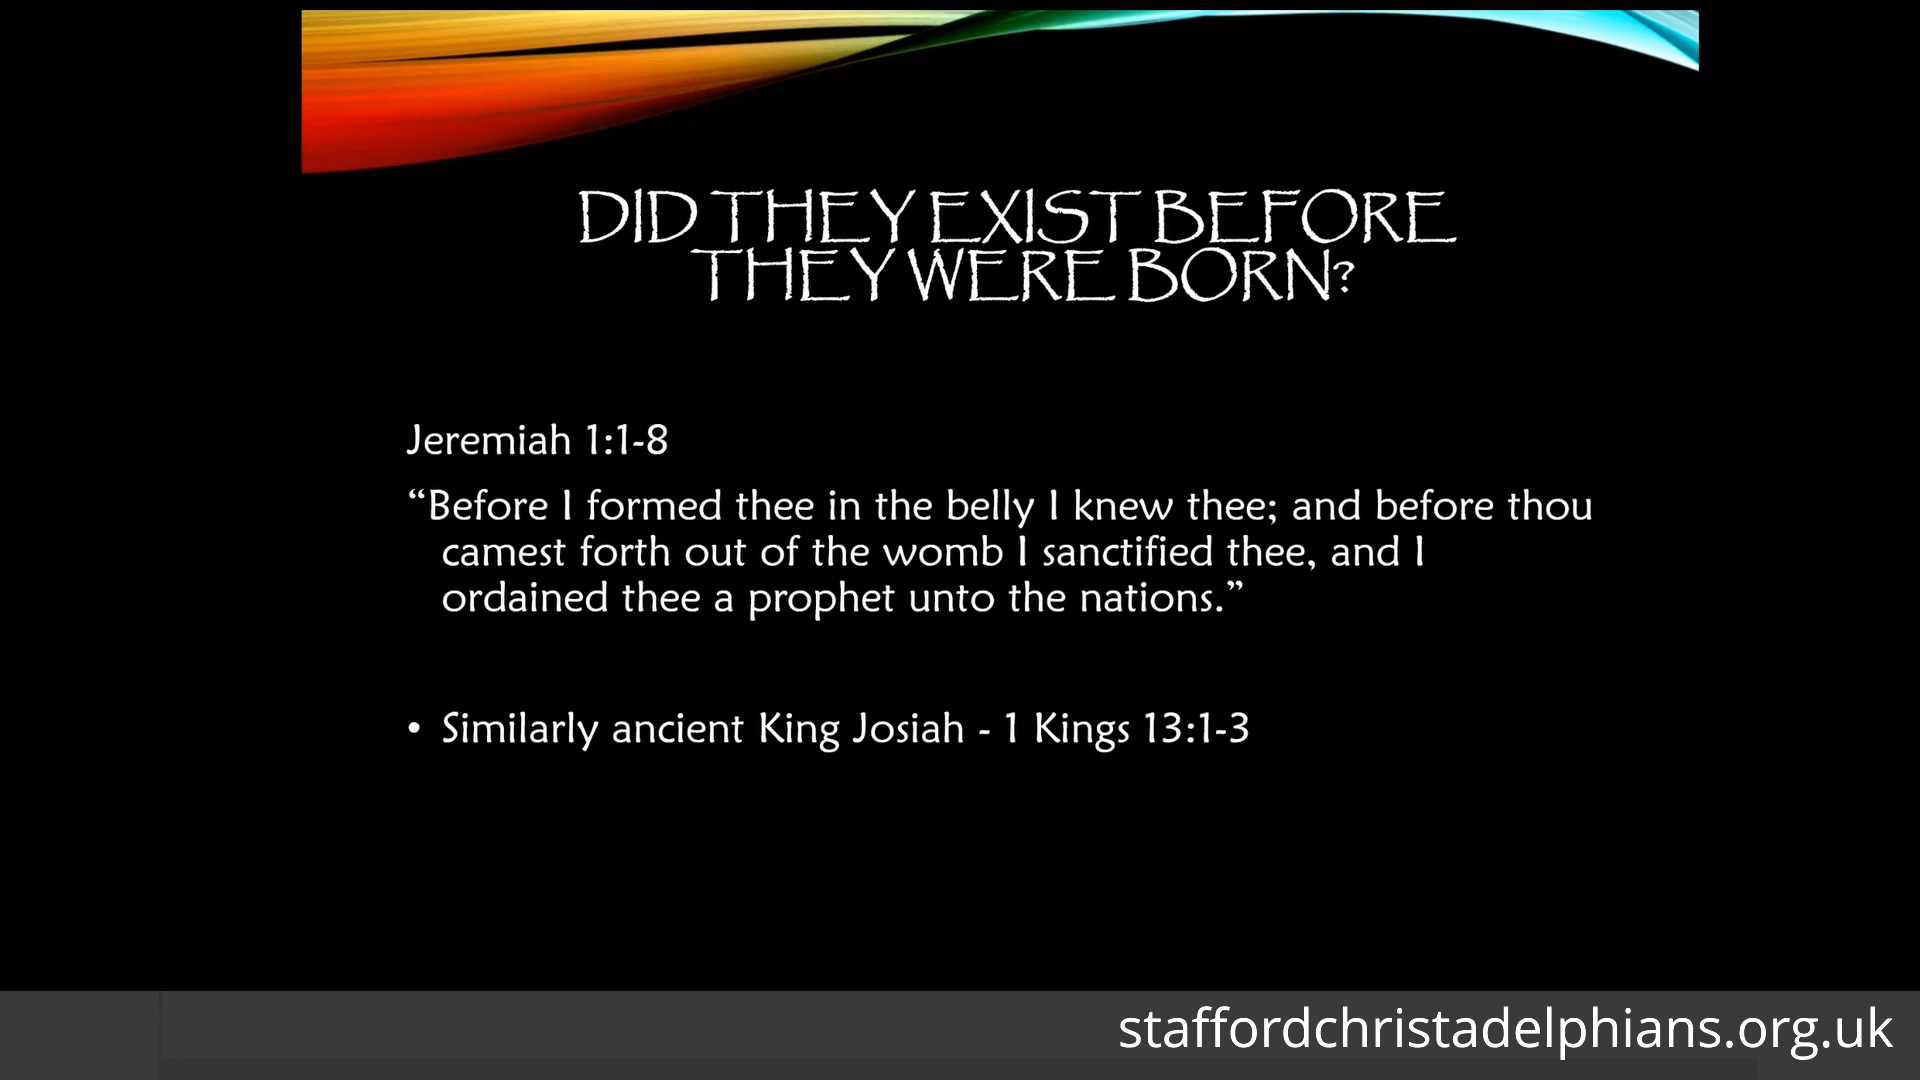 DID THEY EXIST BEFORE
THEY WERE BORN?
Jeremiah 1:1-8
“Before I formed thee in the belly I knew thee; and before thou
camest forth out of the womb I sanctified thee, and I
ordained thee a prophet unto the nations.”
• Similarly ancient King Josiah - 1 Kings 13:1-3
staffordchristadelphians.org.uk